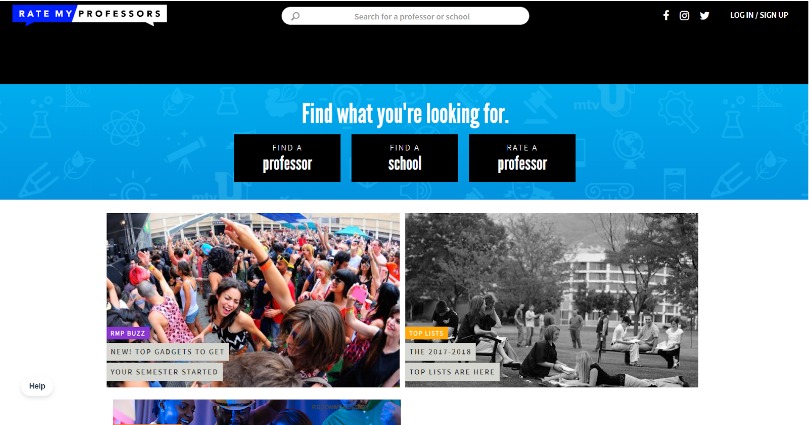 RATE MY PROFESSORS
Search for a professor or school
LOG IN / SIGN UP
mtv U
Find what you're looking for.
FIND A
professor
FIND A
school
RATE A
professor
mtv U
RMP BUZZ
NEW! TOP GADGETS TO GET
YOUR SEMESTER STARTED
TOP LISTS
THE 2017-2018
TOP LISTS ARE HERE
Help